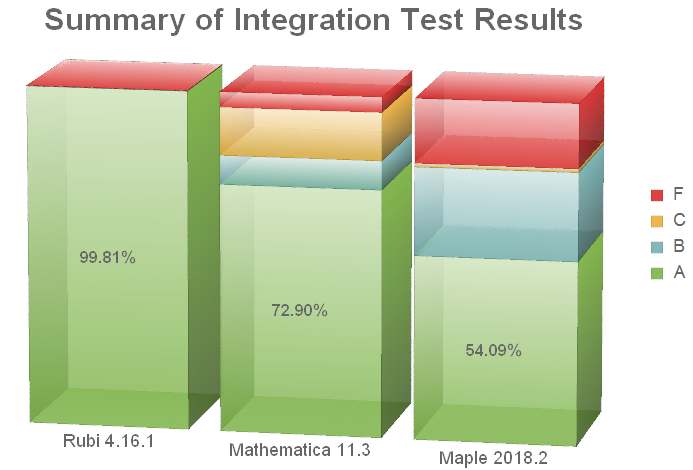 Summary of Integration Test Results
99.81%
72.90%
54.09%
F
C
B
A
Rubi 4.16.1
Mathematica 11.3
Maple 2018.2